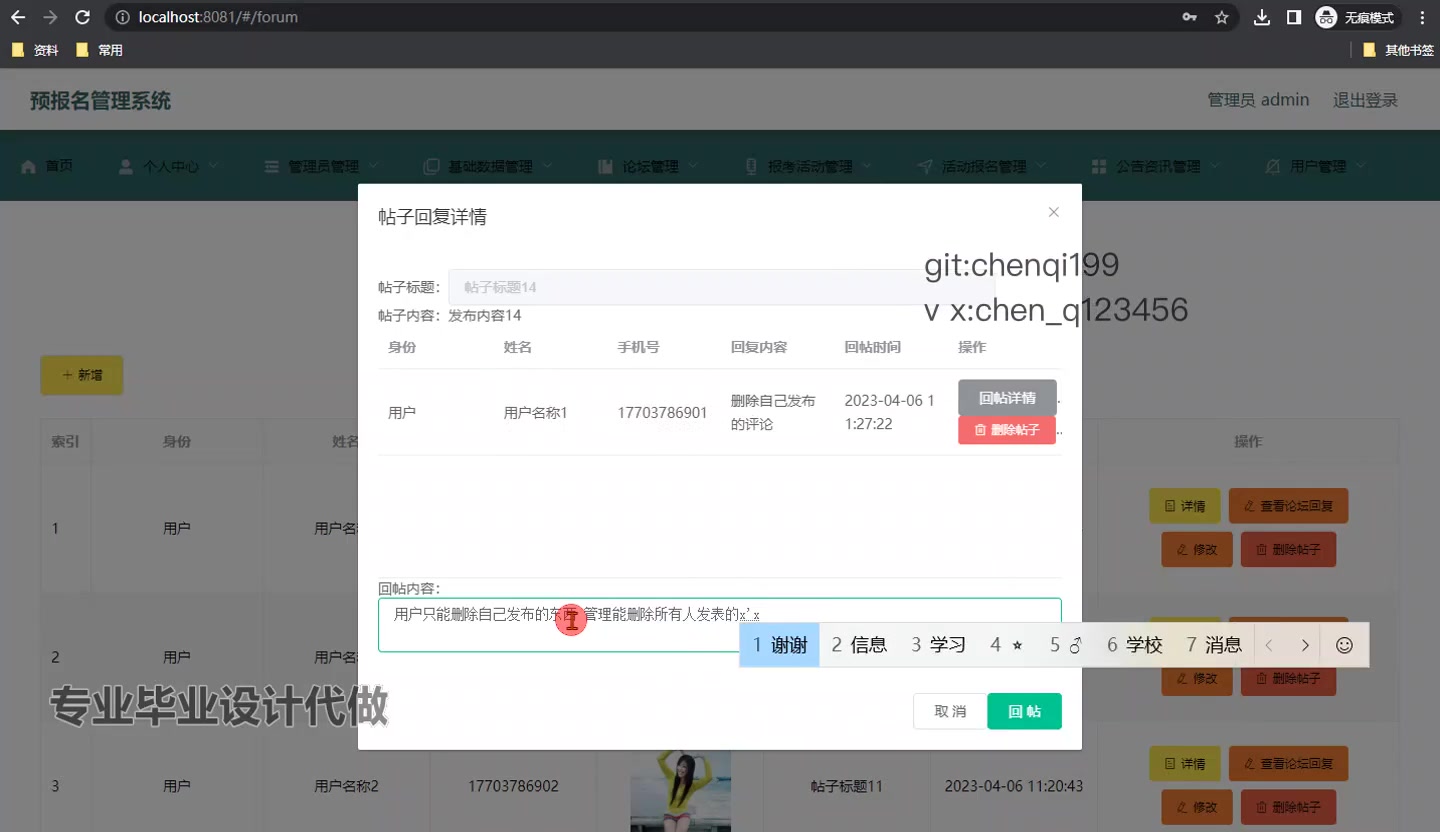 localhost:8081/#/forum
无痕模式
资料 常用 其他书签
预报名管理系统 管理员 admin 退出登录
首页 个人中心 管理员管理 基础数据管理 论坛管理 报考活动管理 活动报名管理 公告资讯管理 用户管理
帖子回复详情
git:chenqi199
帖子标题： 帖子标题14
v x:chen_q123456
帖子内容：发布内容14
身份 姓名 手机号 回复内容 回帖时间 操作
+ 新增
用户 用户名称1 17703786901 删除自己发布的评论 2023-04-06 11:27:22 回帖详情
删除帖子
索引 身份 姓名 操作
1 用户 用户名 详情 查看论坛回复
修改 删除帖子
回帖内容：
用户只能删除自己发布的东西 管理能删除所有人发表的x'x
1 谢谢 2 信息 3 学习 4 ★ 5 ♂ 6 学校 7 消息
2 用户 用户名
修改 删除帖子
专业毕业设计代做
取消 回帖
3 用户 用户名称2 17703786902 帖子标题11 2023-04-06 11:20:43 详情 查看论坛回复
修改 删除帖子